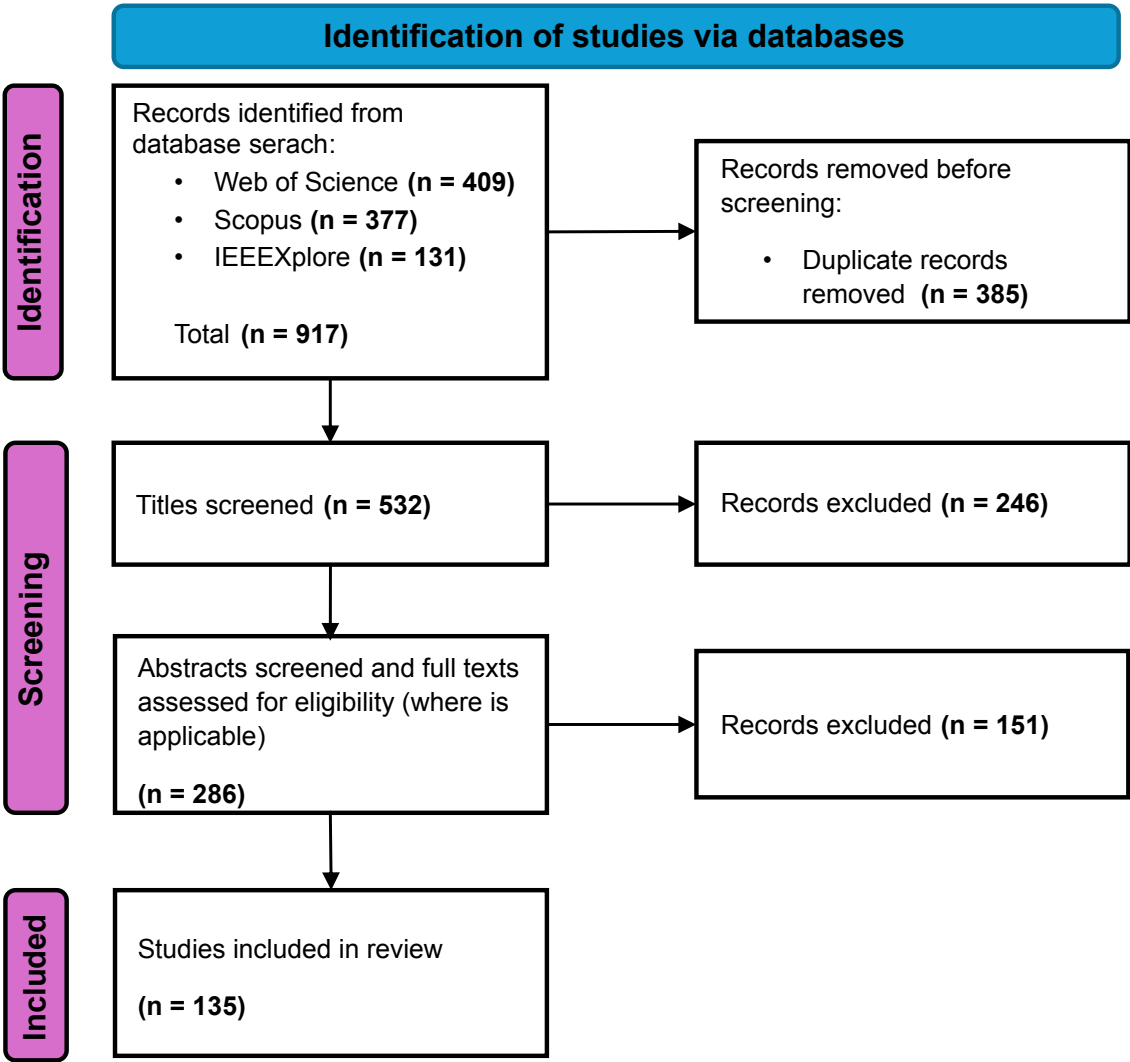 Identification of studies via databases
Identification
Records identified from
database serach:
• Web of Science (n = 409)
• Scopus (n = 377)
• IEEEXplore (n = 131)
Total (n = 917)
Records removed before
screening:
• Duplicate records
removed (n = 385)
Screening
Titles screened (n = 532)
Records excluded (n = 246)
Abstracts screened and full texts
assessed for eligibility (where is
applicable)
(n = 286)
Records excluded (n = 151)
Included
Studies included in review
(n = 135)